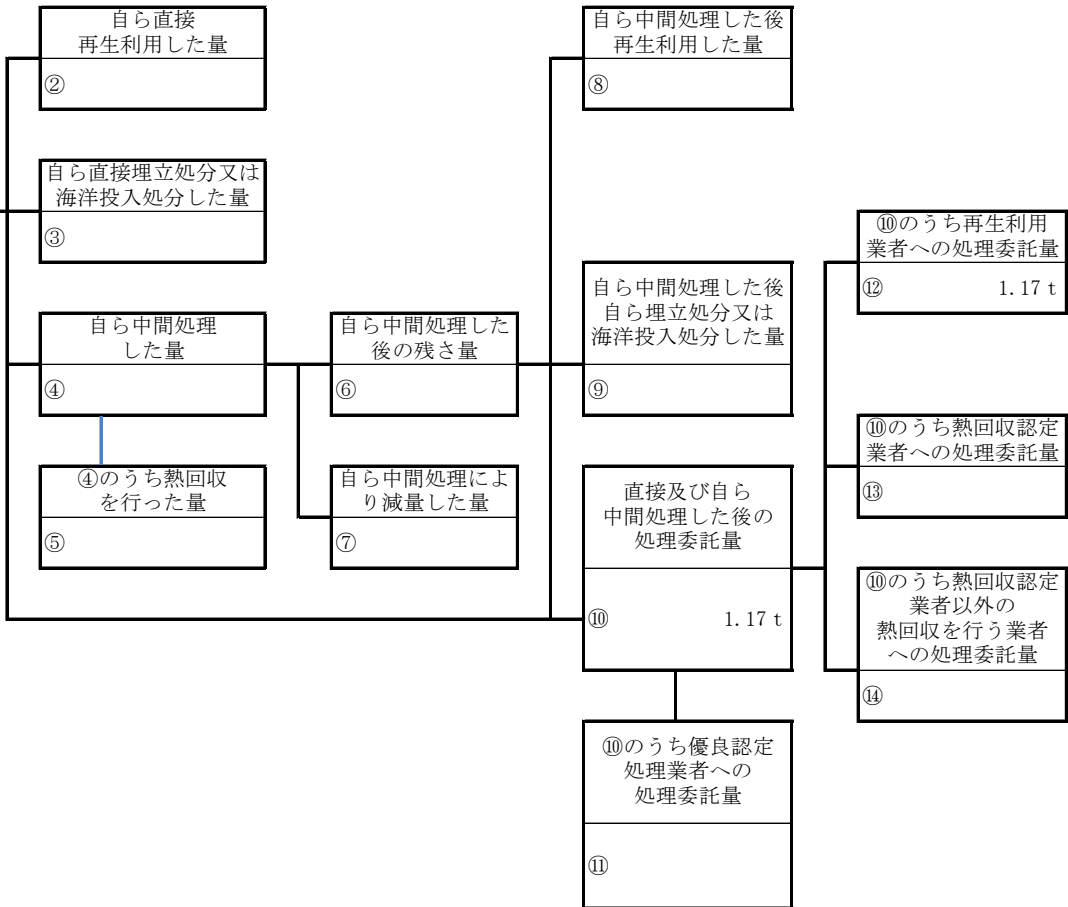 自ら直接
再生利用した量
②
自ら中間処理した後
再生利用した量
⑧
自ら直接埋立処分又は
海洋投入処分した量
③
⑩のうち再生利用
業者への処理委託量
⑫ 1.17 t
自ら中間処理
した量
④
自ら中間処理した
後の残さ量
⑥
自ら中間処理した後
自ら埋立処分又は
海洋投入処分した量
⑨
⑩のうち熱回収認定
業者への処理委託量
⑬
④のうち熱回収
を行った量
⑤
自ら中間処理によ
り減量した量
⑦
直接及び自ら
中間処理した後の
処理委託量
⑩ 1.17 t
⑩のうち熱回収認定
業者以外の
熱回収を行う業者
への処理委託量
⑭
⑩のうち優良認定
処理業者への
処理委託量
⑪